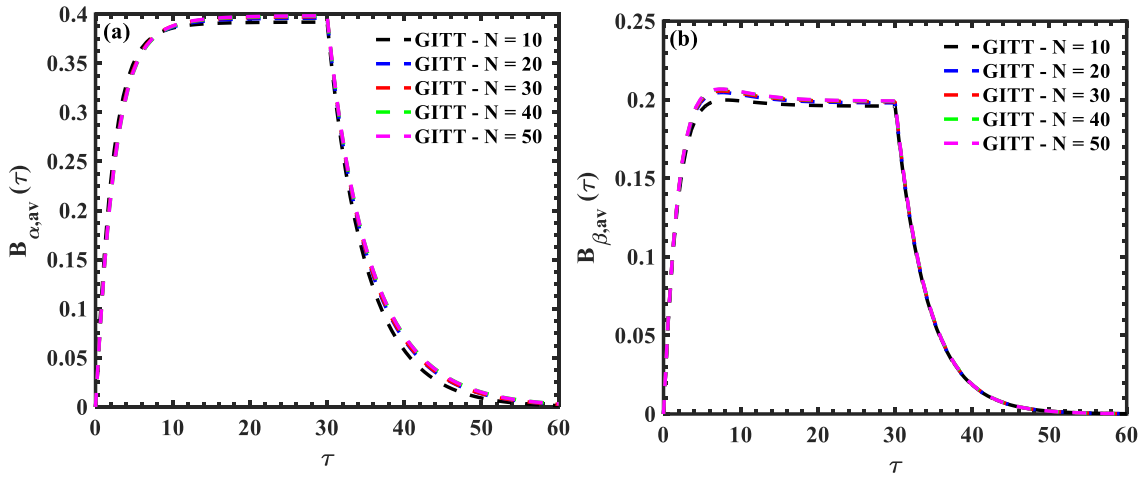 (a)
0.4
0.35
0.3
0.25
0.2
0.15
0.1
0.05
0
B α,av (τ)
GITT - N = 10
GITT - N = 20
GITT - N = 30
GITT - N = 40
GITT - N = 50
0 10 20 30 40 50 60
τ
(b)
0.25
0.2
0.15
0.1
0.05
0
B β,av (τ)
GITT - N = 10
GITT - N = 20
GITT - N = 30
GITT - N = 40
GITT - N = 50
0 10 20 30 40 50 60
τ